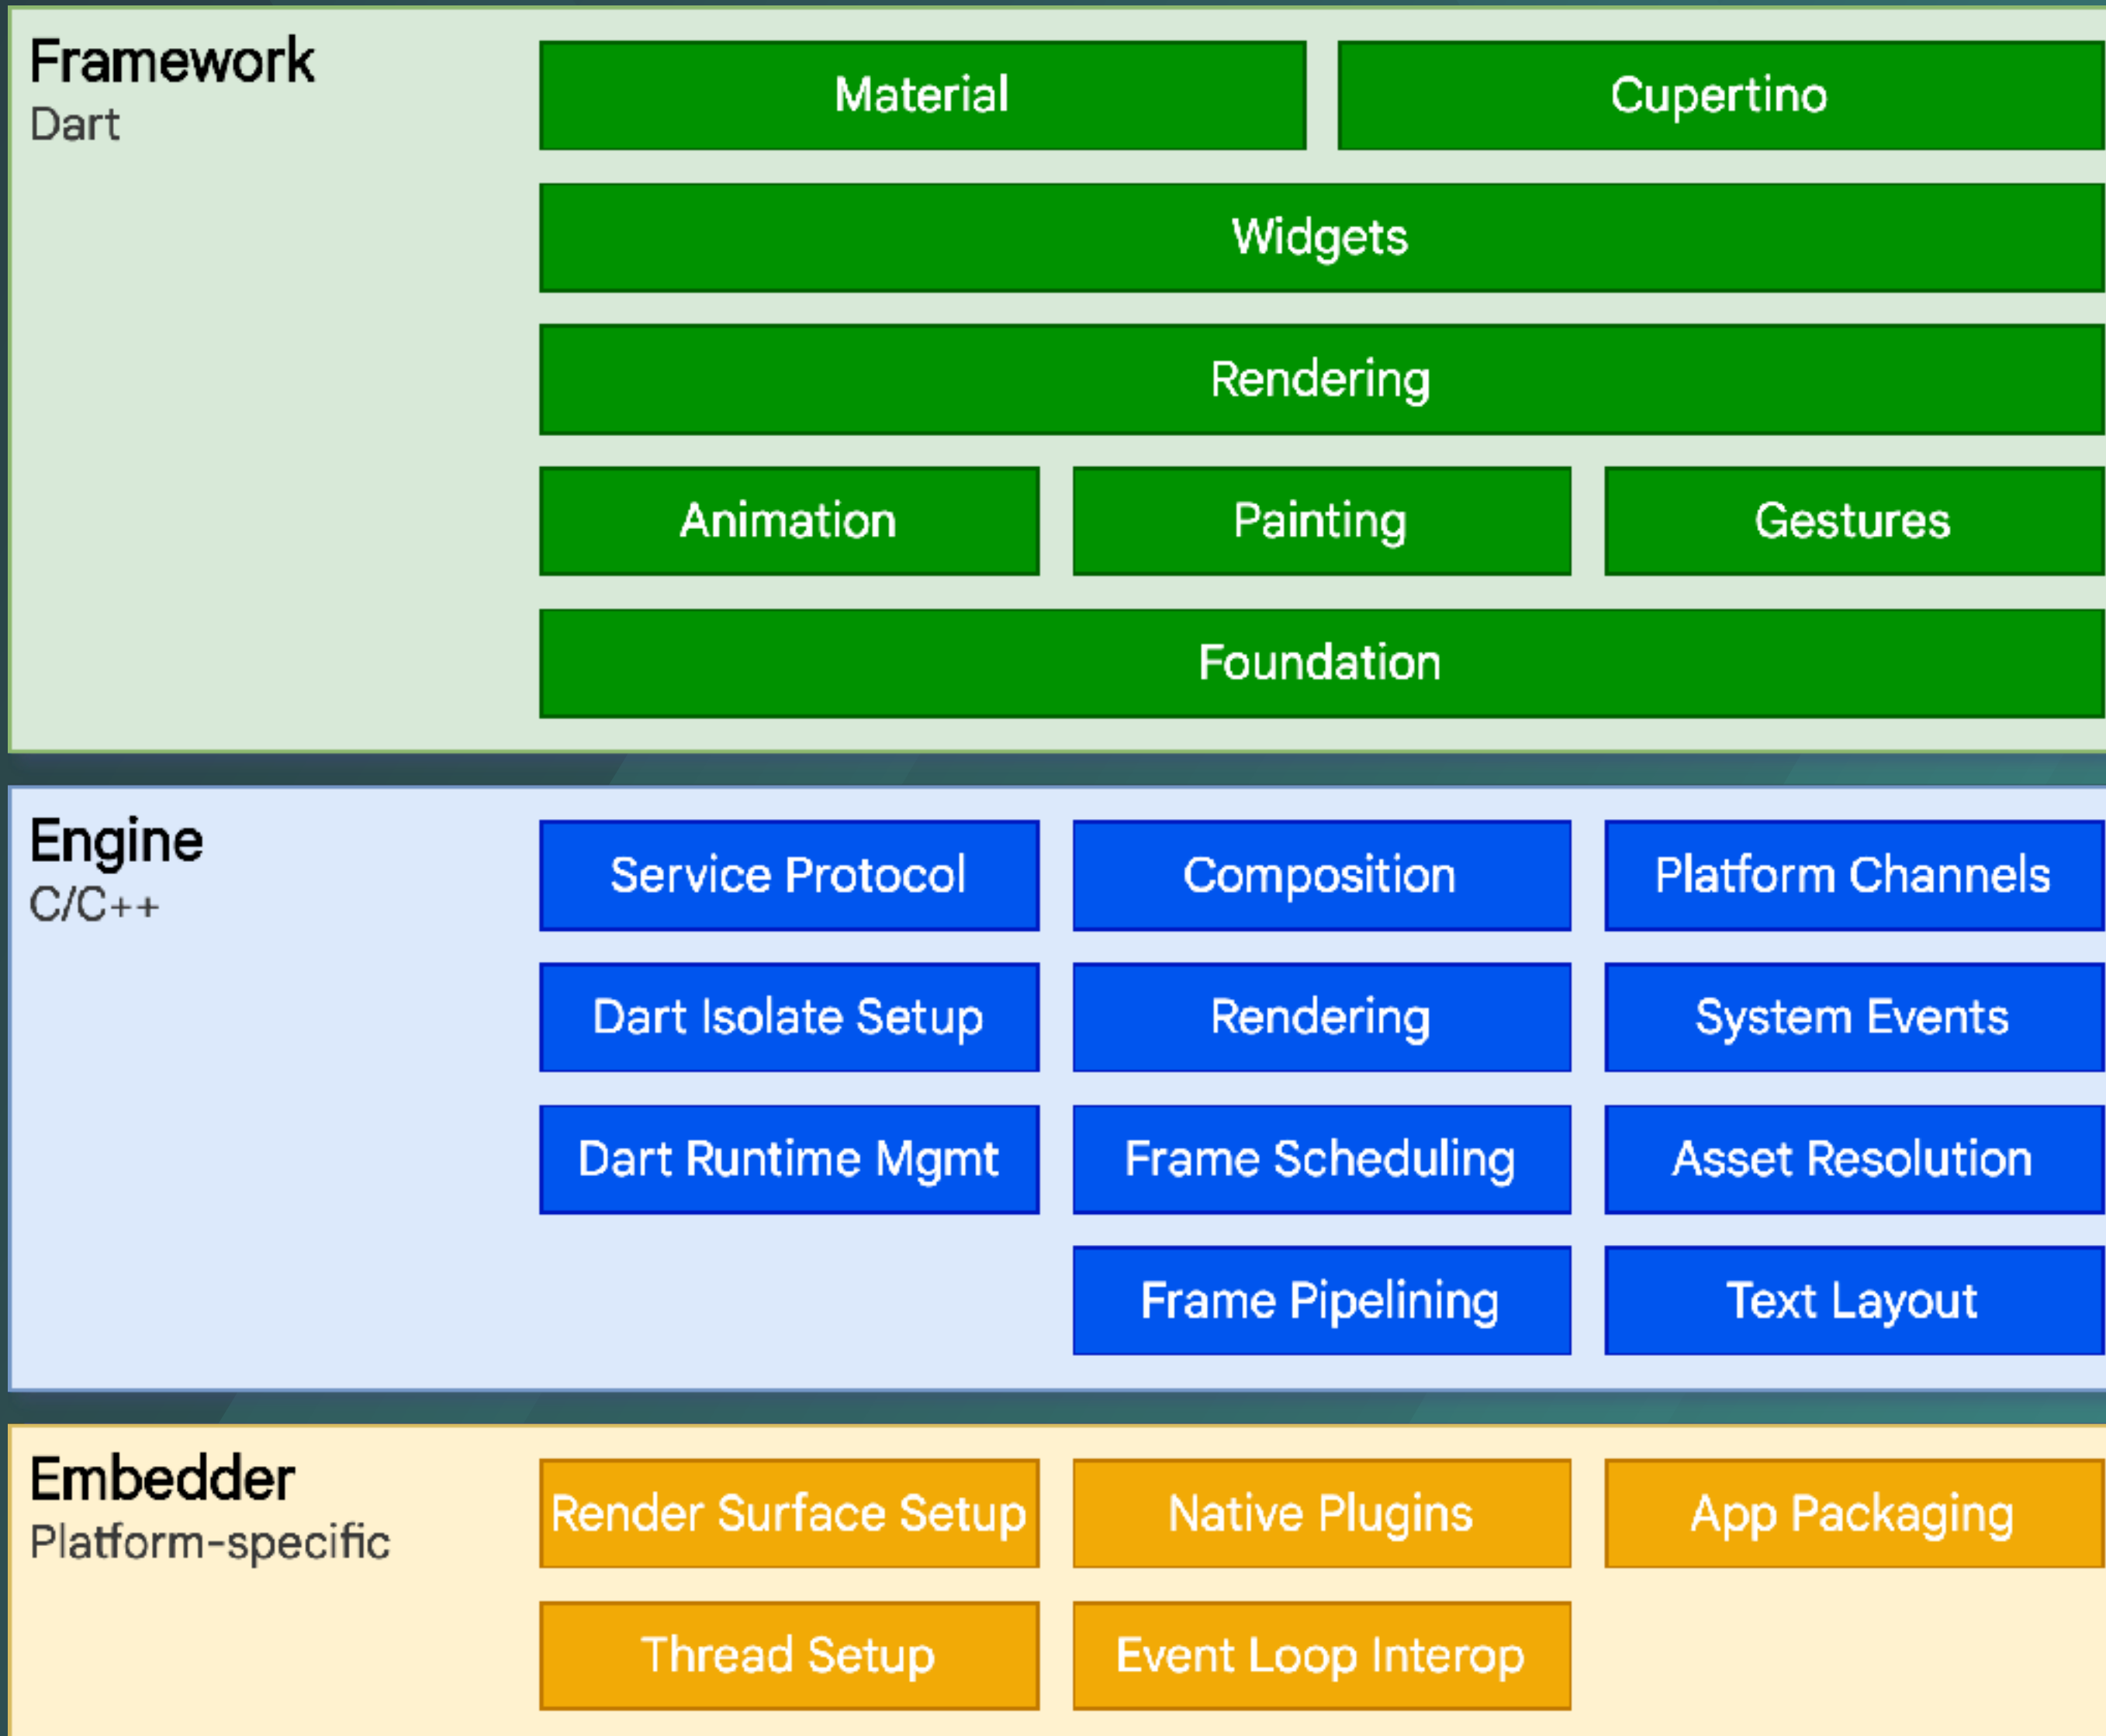 Framework
Dart
Material
Cupertino
Widgets
Rendering
Animation
Painting
Gestures
Foundation
Engine
C/C++
Service Protocol
Composition
Platform Channels
Dart Isolate Setup
Rendering
System Events
Dart Runtime Mgmt
Frame Scheduling
Asset Resolution
Frame Pipelining
Text Layout
Embedder
Platform-specific
Render Surface Setup
Native Plugins
App Packaging
Thread Setup
Event Loop Interop